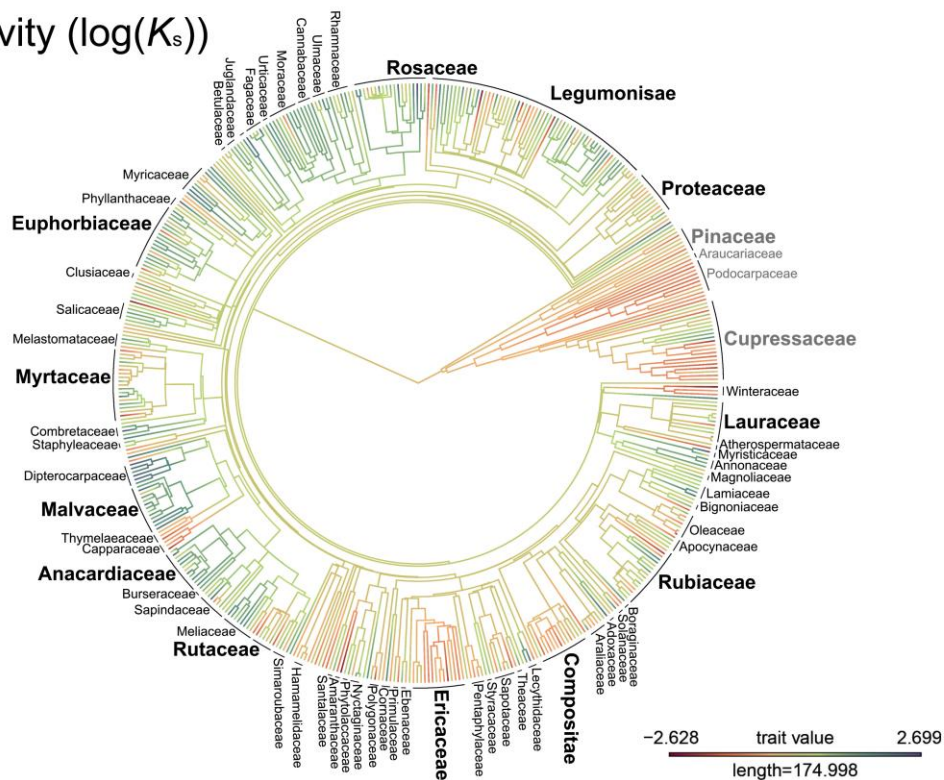 vity (log(Ks))
Rosaceae
Legumonisae
Proteaceae
Pinaceae
Araucariaceae
Podocarpaceae
Cupressaceae
Winteraceae
Lauraceae
Atherospermataceae
Myristicaceae
Annonaceae
Magnoliaceae
Lamiaceae
Bignoniaceae
Oleaceae
Apocynaceae
Rubiaceae
Boraginaceae
Solanaceae
Adoxaceae
Araliaceae
Compositae
Lecythidaceae
Theaceae
Sapotaceae
Styracaceae
Pentaphylaceae
Ericaceae
Ebenaceae
Primulaceae
Cornaceae
Polygonaceae
Nyctaginaceae
Phytolaccaceae
Amaranthaceae
Santalaceae
Hamamelidaceae
Simaroubaceae
Rutaceae
Meliaceae
Sapindaceae
Burseraceae
Anacardiaceae
Capparaceae
Thymelaeaceae
Malvaceae
Dipterocarpaceae
Staphyleaceae
Combretaceae
Myrtaceae
Melastomataceae
Salicaceae
Clusiaceae
Euphorbiaceae
Phyllanthaceae
Myricaceae
Betulaceae
Juglandaceae
Fagaceae
Urticaceae
Moraceae
Cannabaceae
Ulmaceae
Rhamnaceae
−2.628 trait value 2.699
length=174.998